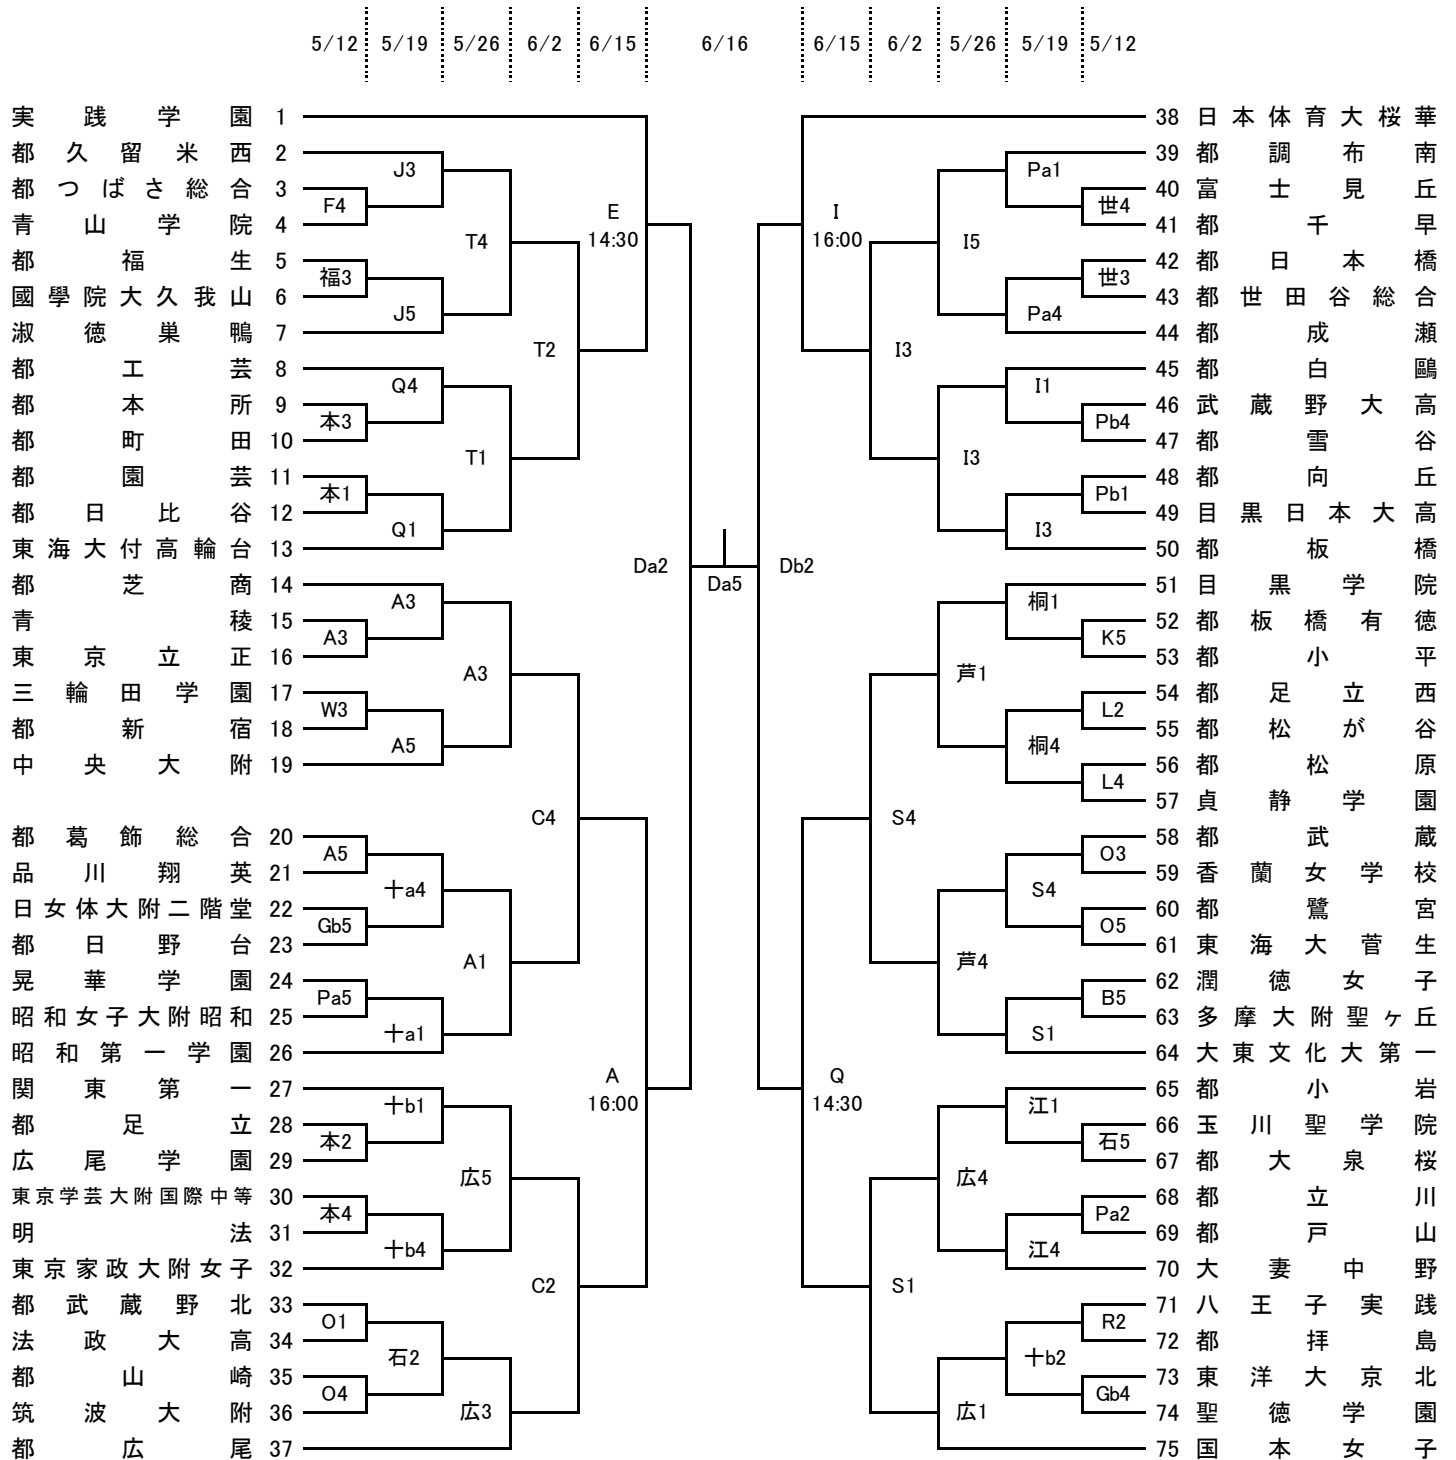 5/12 5/19 5/26 6/2 6/15 6/16 6/15 6/2 5/26 5/19 5/12
実践学園 1 38 日本体育大桜華
都久留米西 2 39 都調布南
J3 Pa1
都つばさ総合 3 40 富士見丘
F4 世4
E I
青山学院 4 41 都千早
T4 14:30 16:00 I5
都福生 5 42 都日本橋
福3 世3
國學院大久我山 6 43 都世田谷総合
J5 Pa4
淑徳巣鴨 7 44 都成瀬
T2 I3
都工芸 8 45 都白鷗
Q4 I1
都本所 9 46 武蔵野大高
本3 Pb4
都町田 10 47 都雪谷
T1 I3
都園芸 11 48 都向丘
本1 Pb1
都日比谷 12 49 目黒日本大高
Q1 I3
東海大付高輪台 13 50 都板橋
Da2 Db2
Da5
都芝商 14 51 目黒学院
A3 桐1
青稜 15 52 都板橋有徳
A3 K5
東京立正 16 53 都小平
A3 芦1
三輪田学園 17 54 都足立西
W3 L2
都新宿 18 55 都松が谷
A5 桐4
中央大附 19 56 都松原
L4
57 貞静学園
C4 S4
都葛飾総合 20 58 都武蔵
A5 O3
品川翔英 21 59 香蘭女学校
十a4 S4
日女体大附二階堂 22 60 都鷺宮
Gb5 O5
都日野台 23 61 東海大菅生
A1 芦4
晃華学園 24 62 潤徳女子
Pa5 B5
昭和女子大附昭和 25 63 多摩大附聖ヶ丘
十a1 S1
昭和第一学園 26 64 大東文化大第一
A Q
関東第一 27 65 都小岩
十b1 16:00 14:30 江1
都足立 28 66 玉川聖学院
本2 石5
広尾学園 29 67 都大泉桜
広5 広4
東京学芸大附国際中等 30 68 都立川
本4 Pa2
明法 31 69 都戸山
十b4 江4
東京家政大附女子 32 70 大妻中野
C2 S1
都武蔵野北 33 71 八王子実践
O1 R2
法政大高 34 72 都拝島
石2 十b2
都山崎 35 73 東洋大京北
O4 Gb4
筑波大附 36 74 聖徳学園
広3 広1
都広尾 37 75 国本女子